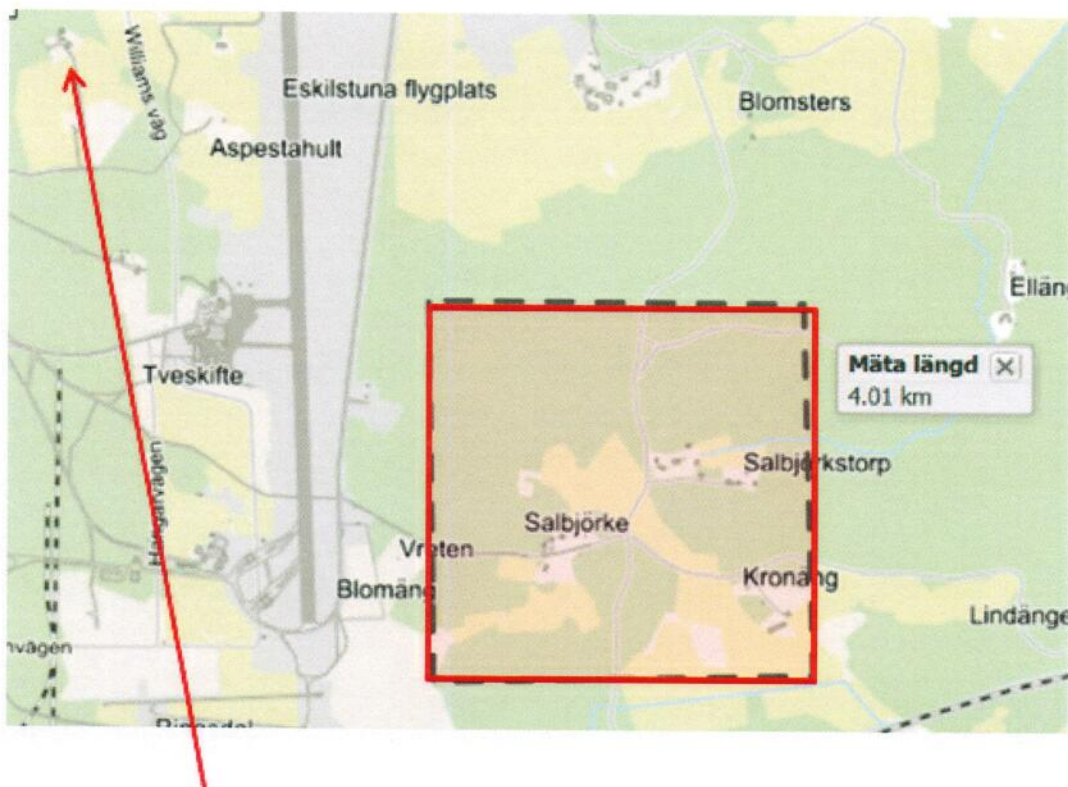 Williams väg
Eskilstuna flygplats
Blomsters
Aspestahult
Elläng
Mäta längd
4.01 km
Tveskifte
Salbjörkstorp
Hangarvägen
Salbjörke
Vreten
Kronäng
Blomäng
Lindänge
nvägen